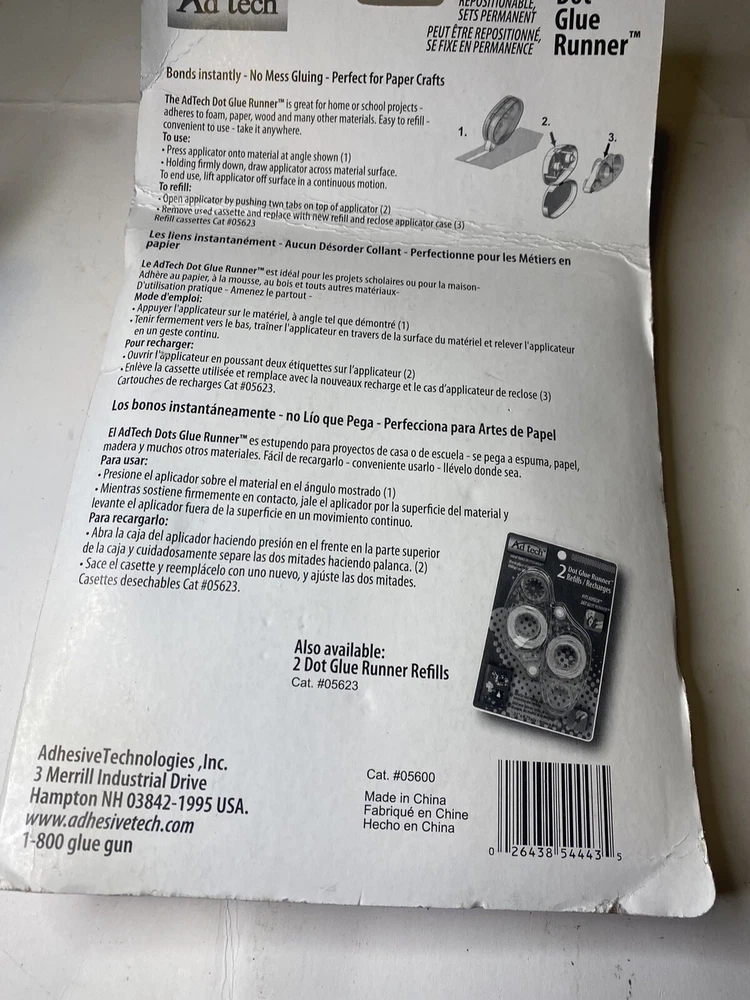 Ad tech
REPOSITIONABLE,
SETS PERMANENT
PEUT ÊTRE REPOSITIONNÉ,
SE FIXE EN PERMANENCE
Dot
Glue
Runner™
Bonds instantly - No Mess Gluing - Perfect for Paper Crafts
The AdTech Dot Glue Runner™ is great for home or school projects -
adheres to foam, paper, wood and many other materials. Easy to refill -
convenient to use - take it anywhere.
To use:
• Press applicator onto material at angle shown (1)
• Holding firmly down, draw applicator across material surface.
To end use, lift applicator off surface in a continuous motion.
To refill:
• Open applicator by pushing two tabs on top of applicator (2)
• Remove used cassette and replace with new refill and reclose applicator case (3)
Refill cassettes Cat #05623
1.
2.
3.
Les liens instantanément - Aucun Désorder Collant - Perfectionne pour les Métiers en
papier
Le AdTech Dot Glue Runner™ est idéal pour les projets scholaires ou pour la maison-
Adhère au papier, à la mousse, au bois et touts autres matériaux-
D'utilisation pratique - Amenez le partout -
Mode d'emploi:
• Appuyer l'applicateur sur le matériel, à angle tel que démontré (1)
• Tenir fermement vers le bas, traîner l'applicateur en travers de la surface du matériel et relever l'applicateur
en un geste continu.
Pour recharger:
• Ouvrir l'applicateur en poussant deux étiquettes sur l'applicateur (2)
• Enlève la cassette utilisée et remplace avec la nouveaux recharge et le cas d'applicateur de reclose (3)
Cartouches de recharges Cat #05623.
Los bonos instantáneamente - no Lío que Pega - Perfecciona para Artes de Papel
El AdTech Dots Glue Runner™ es estupendo para proyectos de casa o de escuela - se pega a espuma, papel,
madera y muchos otros materiales. Fácil de recargarlo - conveniente usarlo - llévelo donde sea.
Para usar:
• Presione el aplicador sobre el material en el ángulo mostrado (1)
• Mientras sostiene firmemente en contacto, jale el aplicador por la superficie del material y
levante el aplicador fuera de la superficie en un movimiento continuo.
Para recargarlo:
• Abra la caja del aplicador haciendo presión en el frente en la parte superior
de la caja y cuidadosamente separe las dos mitades haciendo palanca. (2)
• Sace el casette y reemplácelo con uno nuevo, y ajúste las dos mitades.
Casettes desechables Cat #05623.
Ad tech
2 Dot Glue Runner™
Refills / Recharges
Also available:
2 Dot Glue Runner Refills
Cat. #05623
AdhesiveTechnologies ,Inc.
3 Merrill Industrial Drive
Hampton NH 03842-1995 USA.
www.adhesivetech.com
1-800 glue gun
Cat. #05600
Made in China
Fabriqué en Chine
Hecho en China
0 26438 54443 5